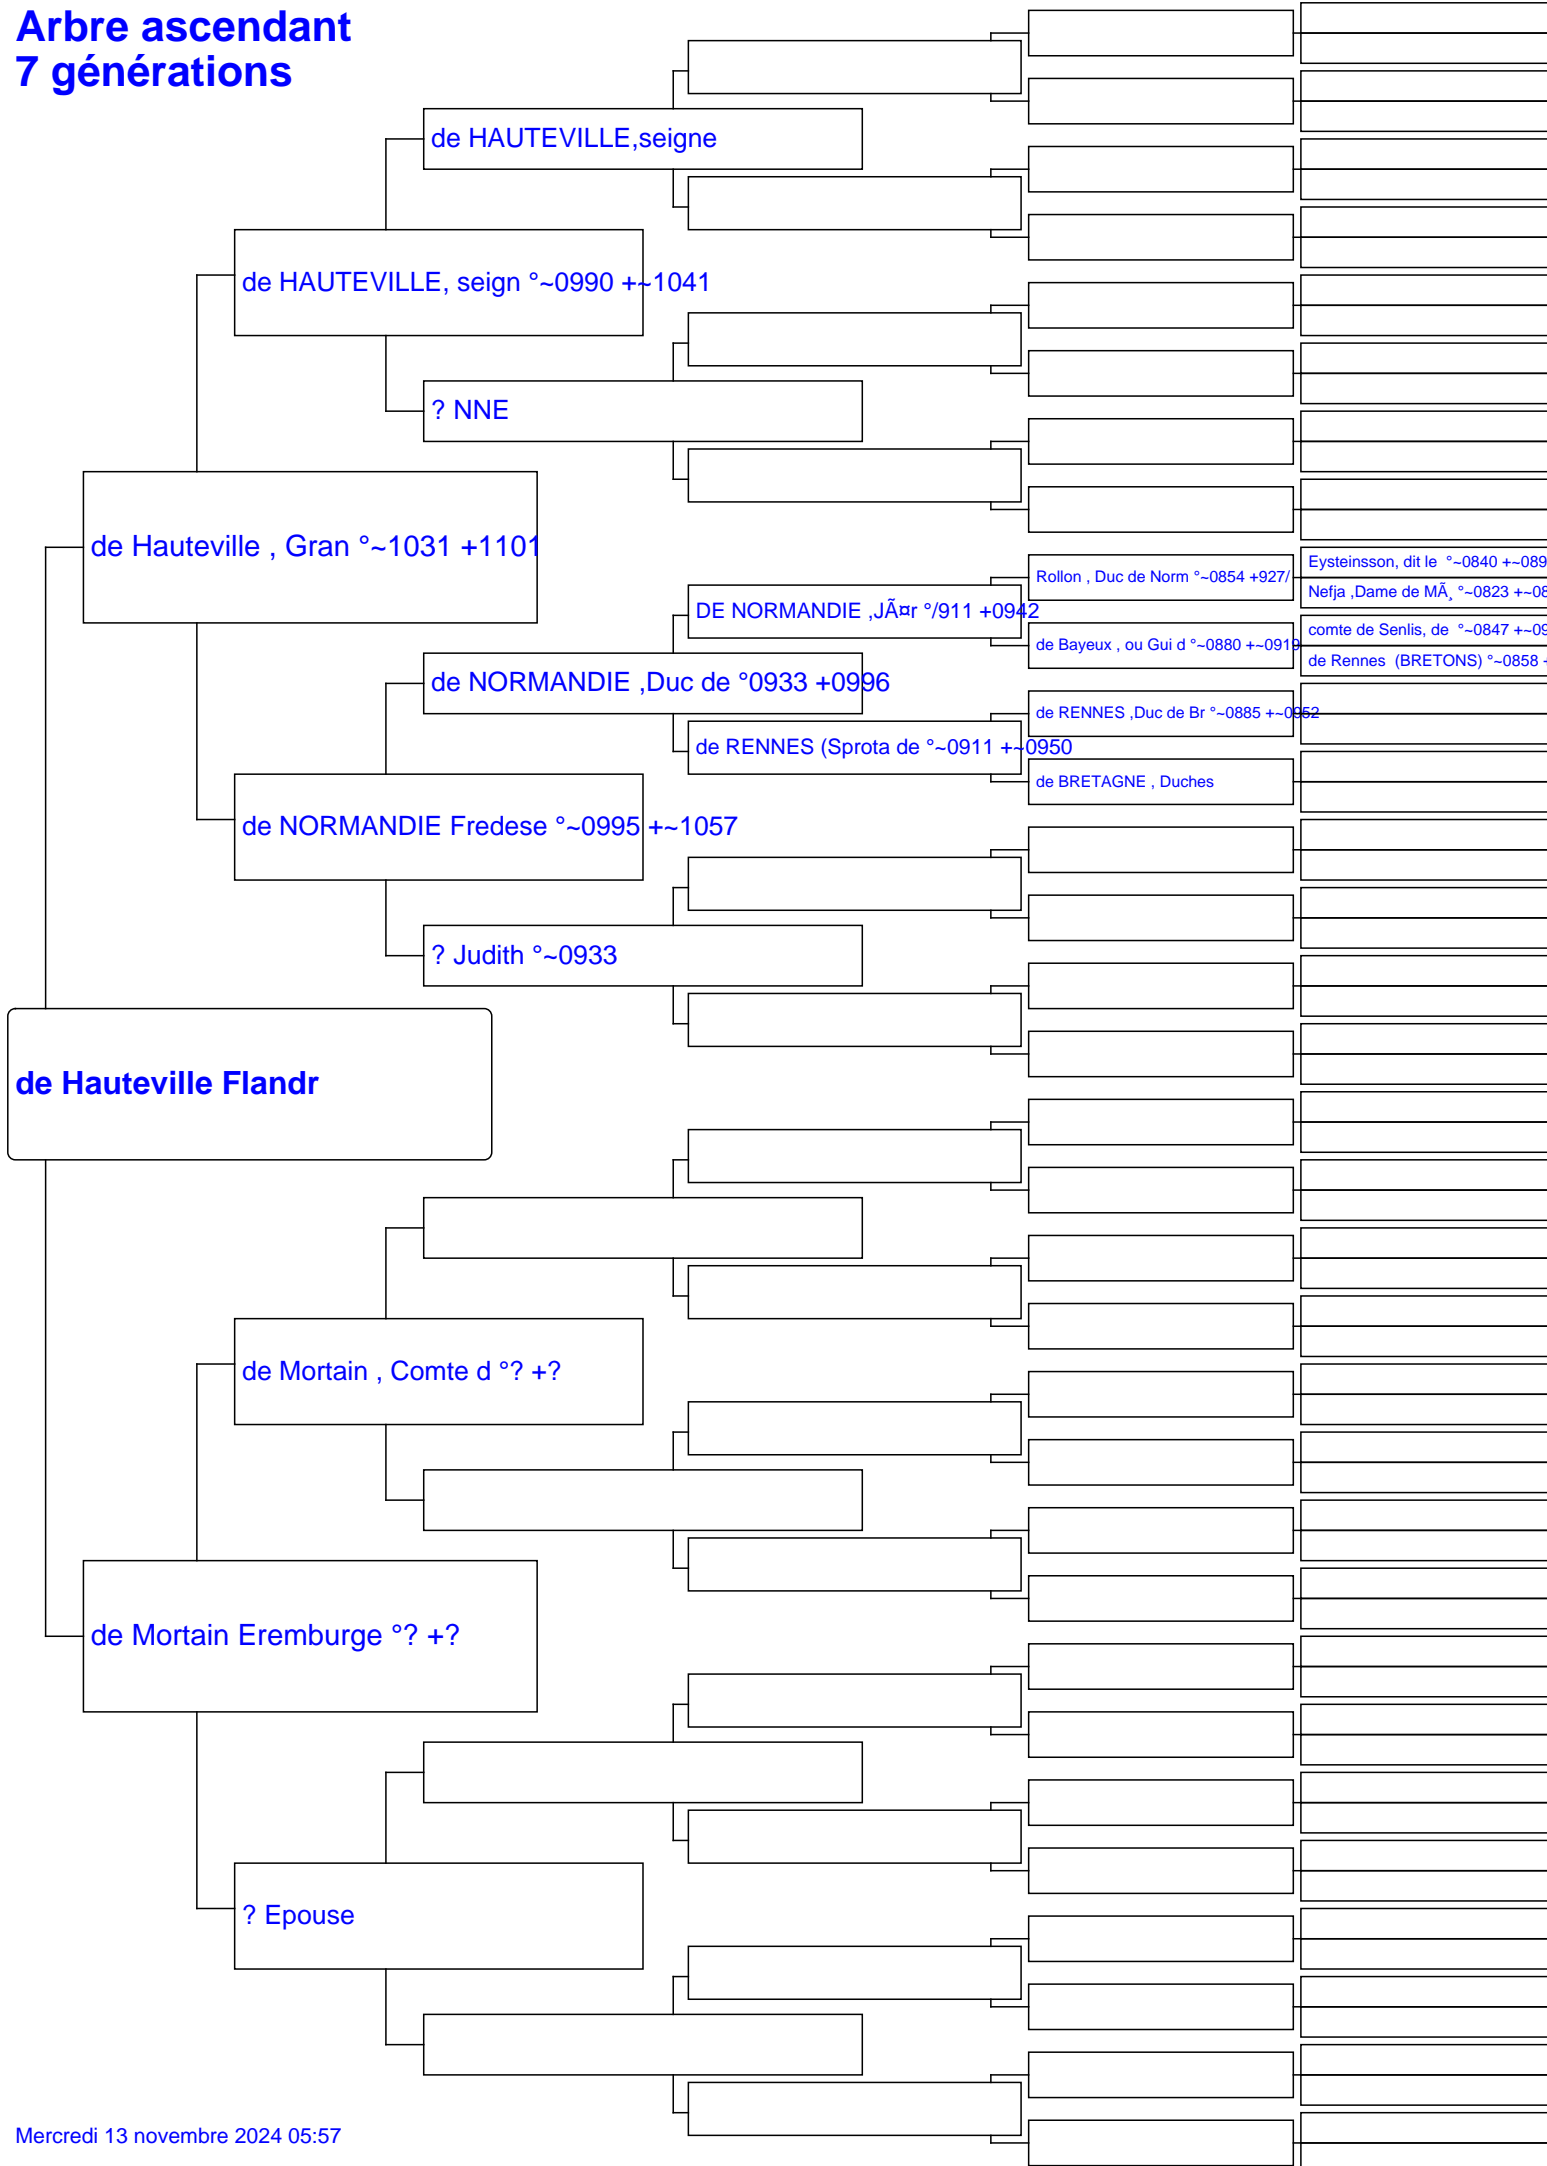 Arbre ascendant
7 générations
de HAUTEVILLE,seigne
de HAUTEVILLE, seign °~0990 +~1041
? NNE
de Hauteville , Gran °~1031 +1101
Eysteinsson, dit le °~0840 +~089
Rollon , Duc de Norm °~0854 +927/
Nefja ,Dame de MÃ¸ °~0823 +~08
DE NORMANDIE ,JÃ¤r °/911 +0942
comte de Senlis, de °~0847 +~09
de Bayeux , ou Gui d °~0880 +~0919
de Rennes (BRETONS) °~0858 +
de NORMANDIE ,Duc de °0933 +0996
de RENNES ,Duc de Br °~0885 +~0952
de RENNES (Sprota de °~0911 +~0950
de BRETAGNE , Duches
de NORMANDIE Fredese °~0995 +~1057
? Judith °~0933
de Hauteville Flandr
de Mortain , Comte d °? +?
de Mortain Eremburge °? +?
? Epouse
Mercredi 13 novembre 2024 05:57